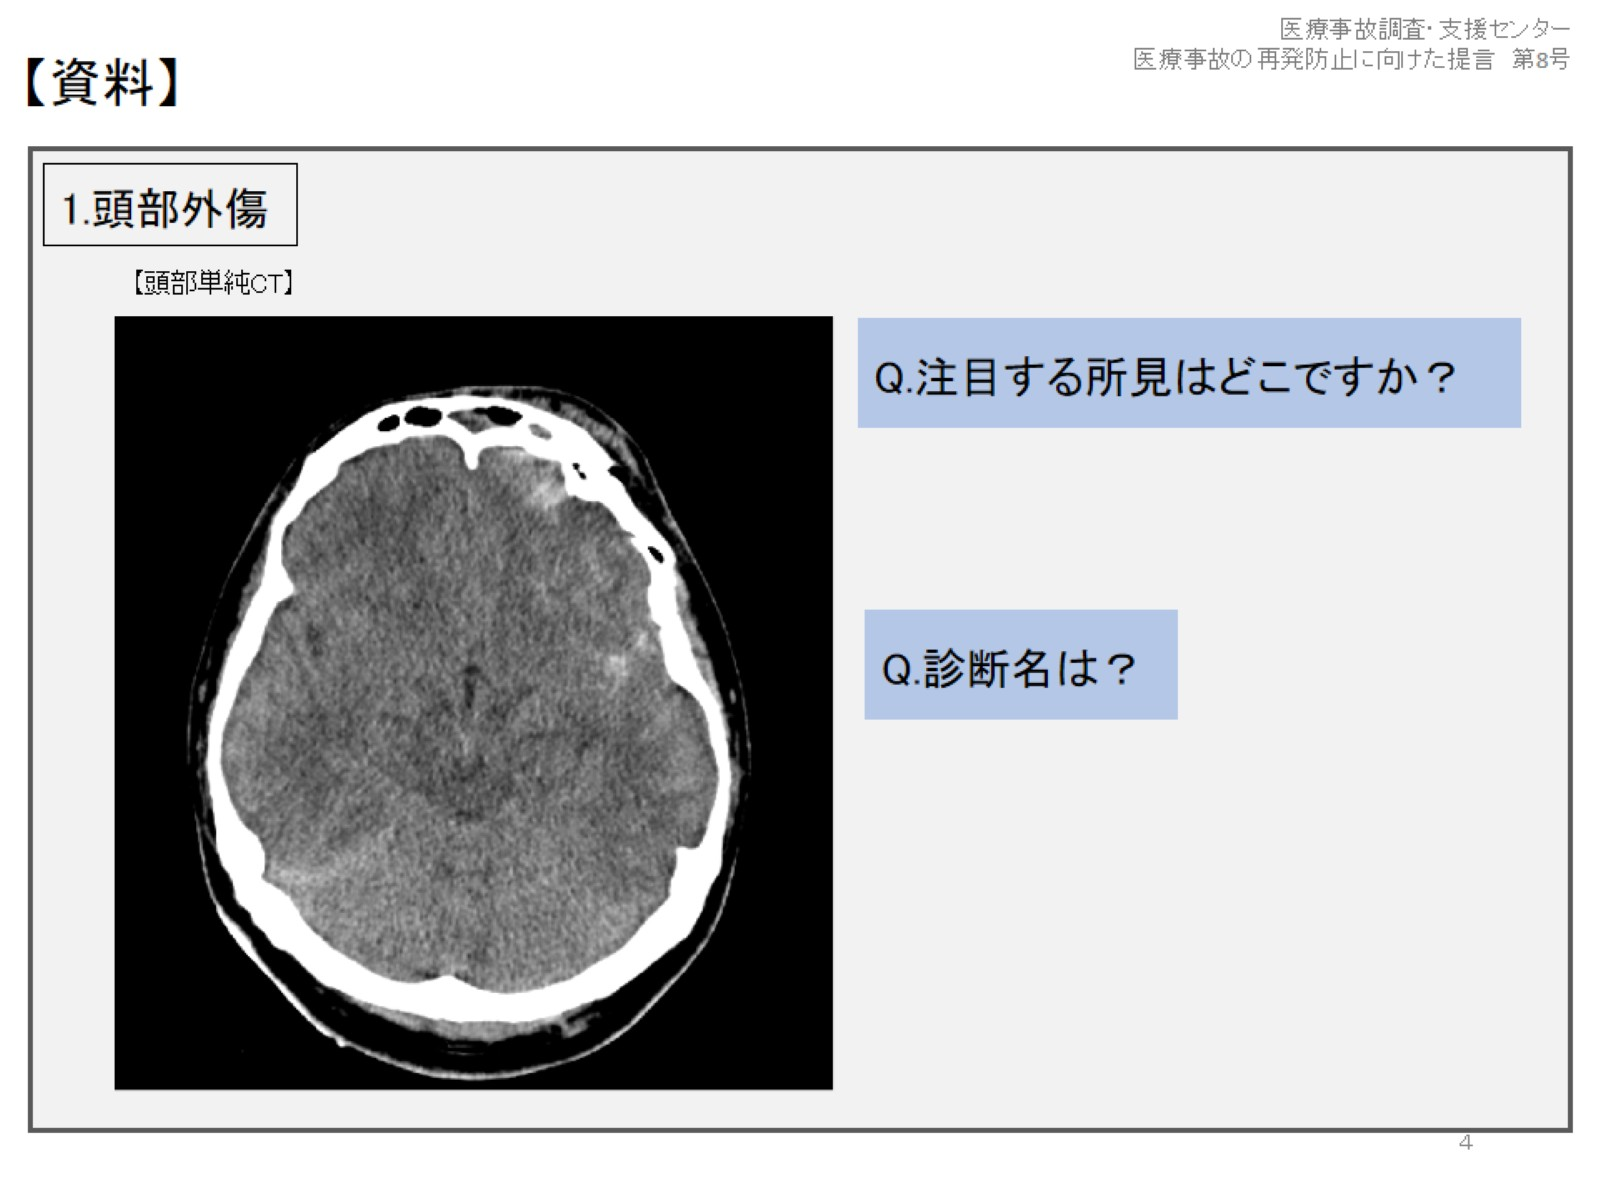 医療事故調査・支援センター
医療事故の再発防止に向けた提言 第8号
【資料】
1.頭部外傷
【頭部単純CT】
Q.注目する所見はどこですか？
Q.診断名は？
4